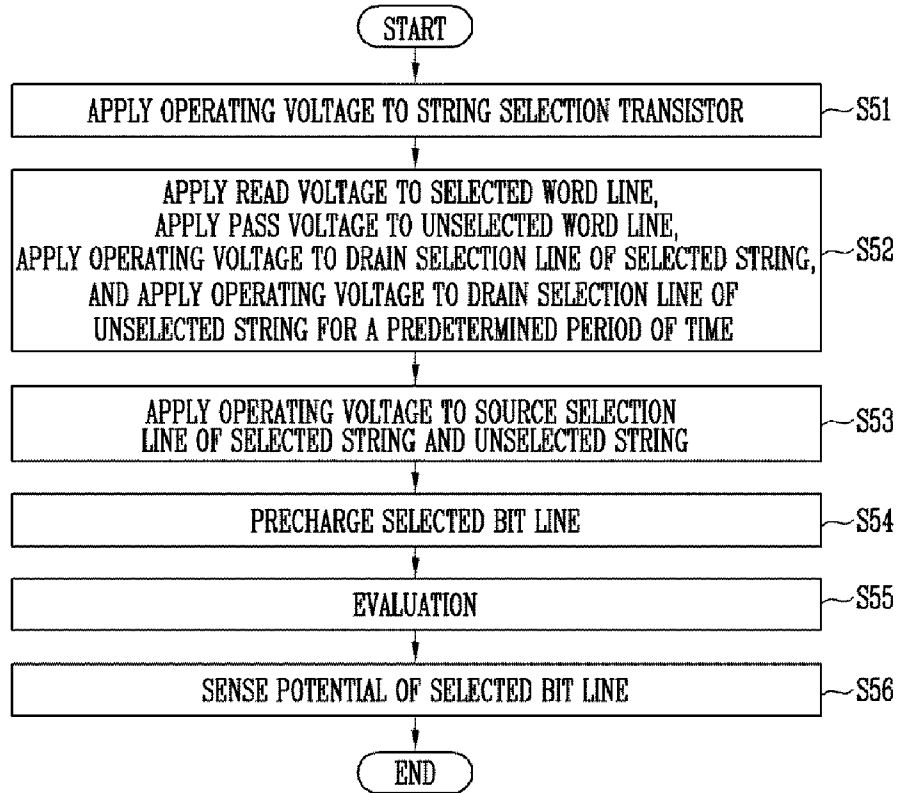 START
APPLY OPERATING VOLTAGE TO STRING SELECTION TRANSISTOR
S51
APPLY READ VOLTAGE TO SELECTED WORD LINE,
APPLY PASS VOLTAGE TO UNSELECTED WORD LINE,
APPLY OPERATING VOLTAGE TO DRAIN SELECTION LINE OF SELECTED STRING,
AND APPLY OPERATING VOLTAGE TO DRAIN SELECTION LINE OF
UNSELECTED STRING FOR A PREDETERMINED PERIOD OF TIME
S52
APPLY OPERATING VOLTAGE TO SOURCE SELECTION
LINE OF SELECTED STRING AND UNSELECTED STRING
S53
PRECHARGE SELECTED BIT LINE
S54
EVALUATION
S55
SENSE POTENTIAL OF SELECTED BIT LINE
S56
END